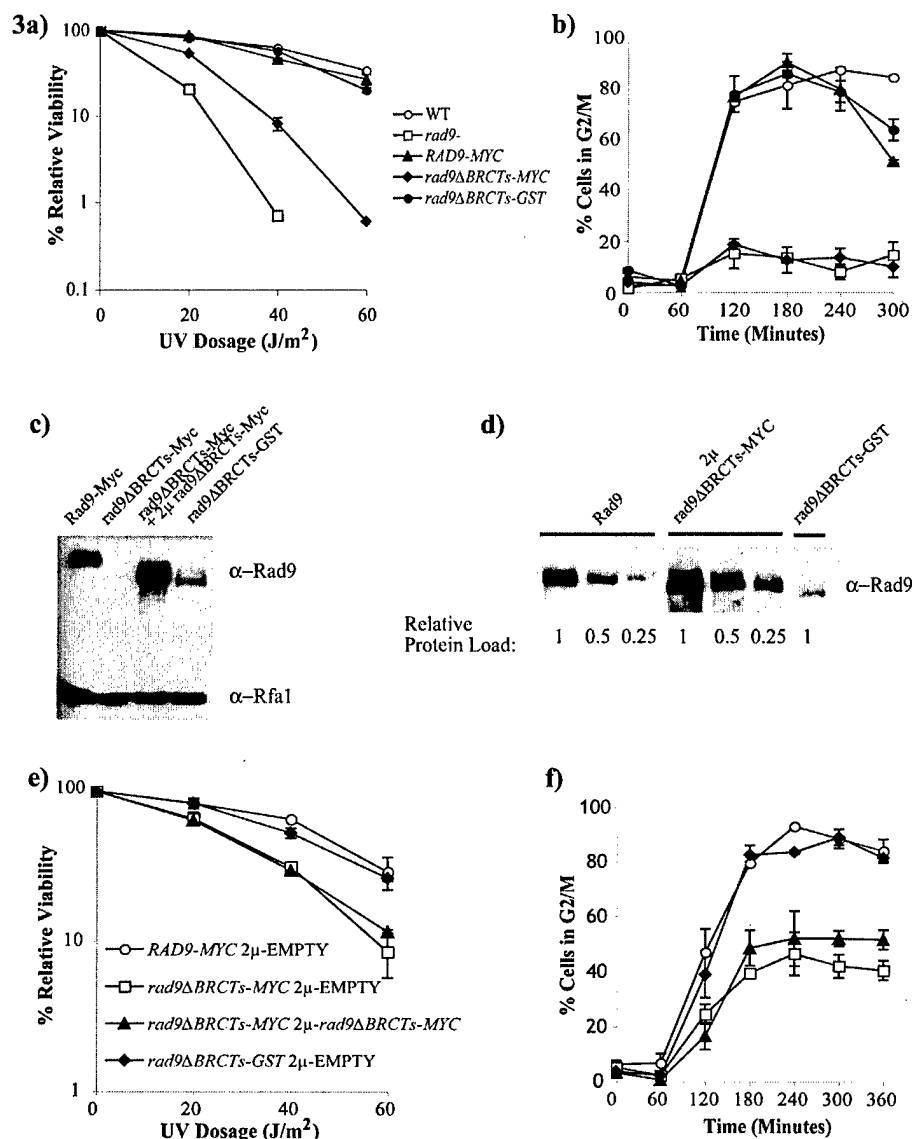 3a)
100
10
1
0.1
% Relative Viability
0 20 40 60
UV Dosage (J/m²)
WT
rad9-
RAD9-MYC
rad9ΔBRCTs-MYC
rad9ΔBRCTs-GST
b)
100
80
60
40
20
0
% Cells in G2/M
0 60 120 180 240 300
Time (Minutes)
c)
Rad9-Myc
rad9ΔBRCTs-Myc
rad9ΔBRCTs-Myc
+ 2μ rad9ΔBRCTs-Myc
rad9ΔBRCTs-GST
α-Rad9
α-Rfa1
d)
Rad9
2μ
rad9ΔBRCTs-MYC
rad9ΔBRCTs-GST
α-Rad9
Relative
Protein Load: 1 0.5 0.25 1 0.5 0.25 1
e)
100
10
1
% Relative Viability
RAD9-MYC 2μ-EMPTY
rad9ΔBRCTs-MYC 2μ-EMPTY
rad9ΔBRCTs-MYC 2μ-rad9ΔBRCTs-MYC
rad9ΔBRCTs-GST 2μ-EMPTY
0 20 40 60
UV Dosage (J/m²)
f)
100
80
60
40
20
0
% Cells in G2/M
0 60 120 180 240 300 360
Time (Minutes)